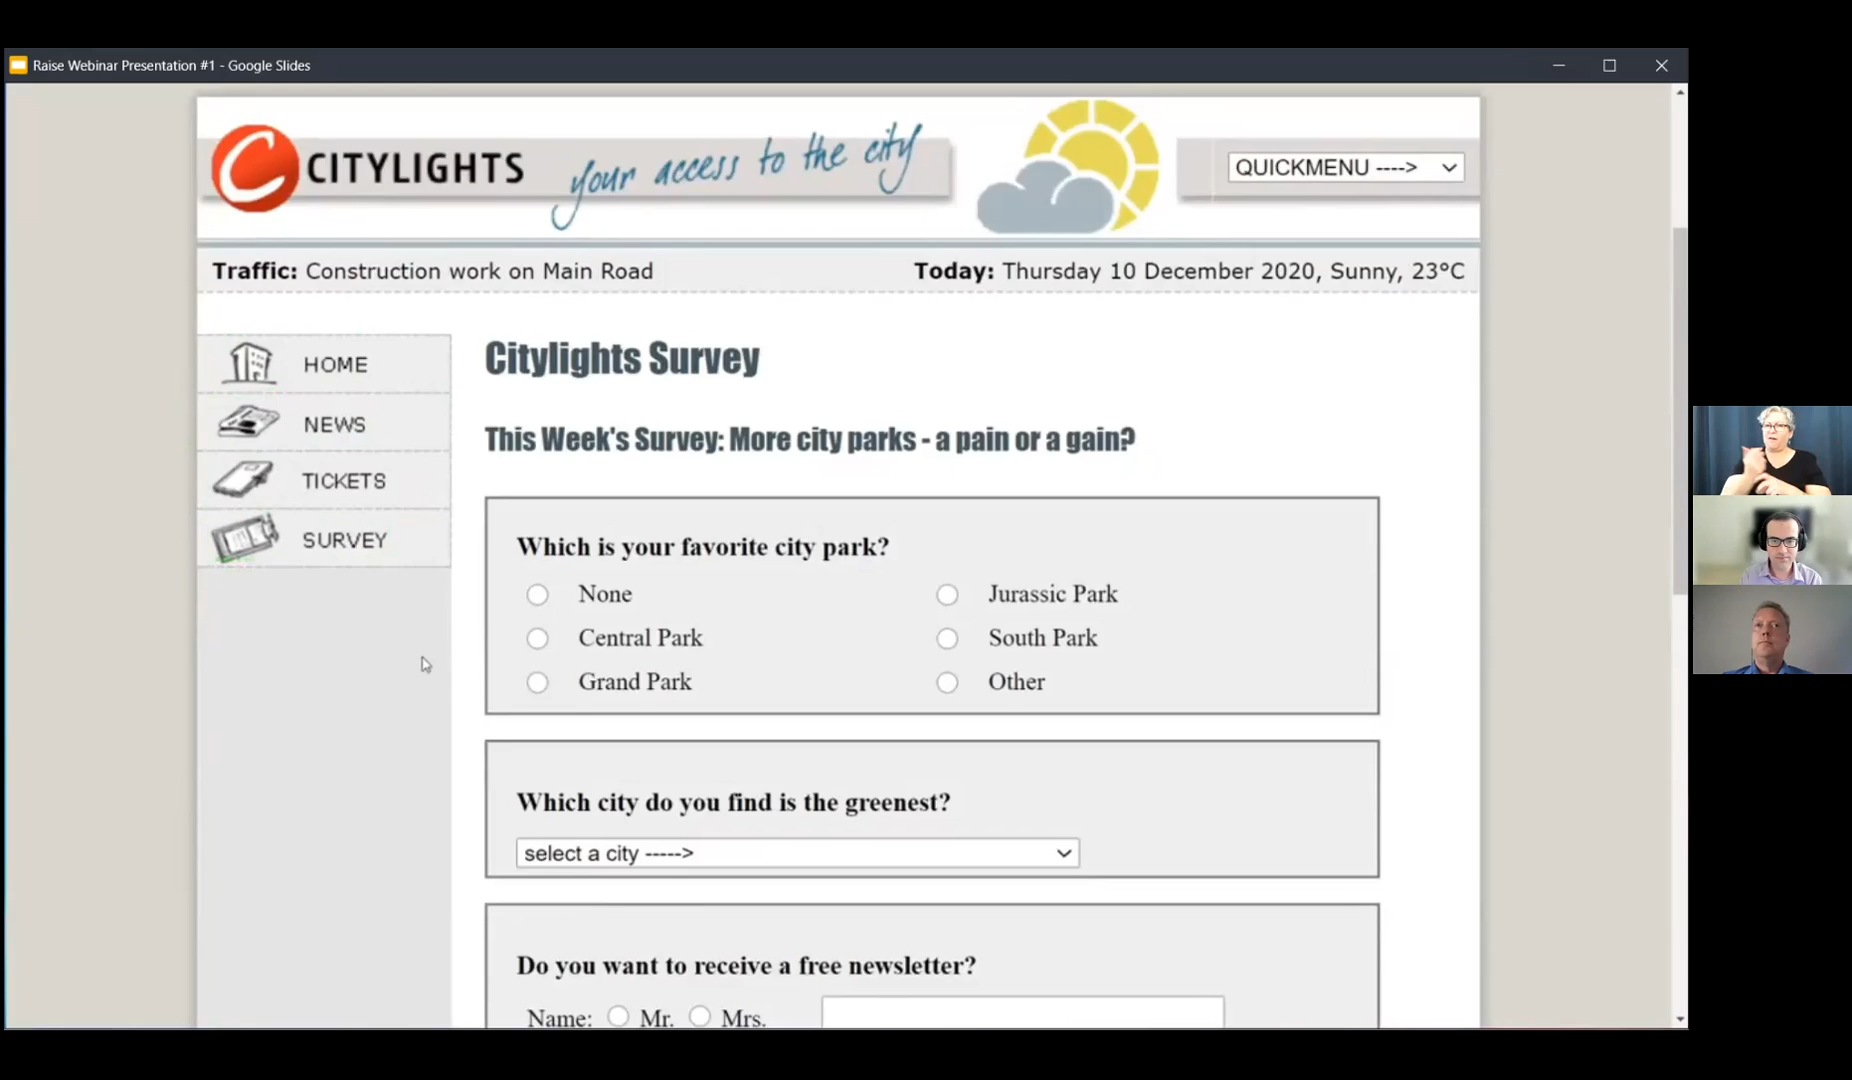 Raise Webinar Presentation #1 - Google Slides
CITYLIGHTS your access to the city
QUICKMENU ---->
Traffic: Construction work on Main Road
Today: Thursday 10 December 2020, Sunny, 23°C
HOME
NEWS
TICKETS
SURVEY
Citylights Survey
This Week's Survey: More city parks - a pain or a gain?
Which is your favorite city park?
None
Jurassic Park
Central Park
South Park
Grand Park
Other
Which city do you find is the greenest?
select a city ----->
Do you want to receive a free newsletter?
Name: Mr. Mrs.